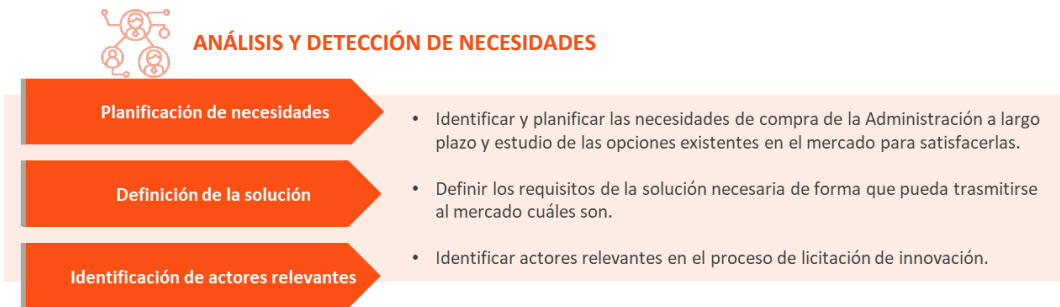 ANÁLISIS Y DETECCIÓN DE NECESIDADES
Planificación de necesidades
• Identificar y planificar las necesidades de compra de la Administración a largo
plazo y estudio de las opciones existentes en el mercado para satisfacerlas.
Definición de la solución
• Definir los requisitos de la solución necesaria de forma que pueda trasmitirse
al mercado cuáles son.
Identificación de actores relevantes
• Identificar actores relevantes en el proceso de licitación de innovación.